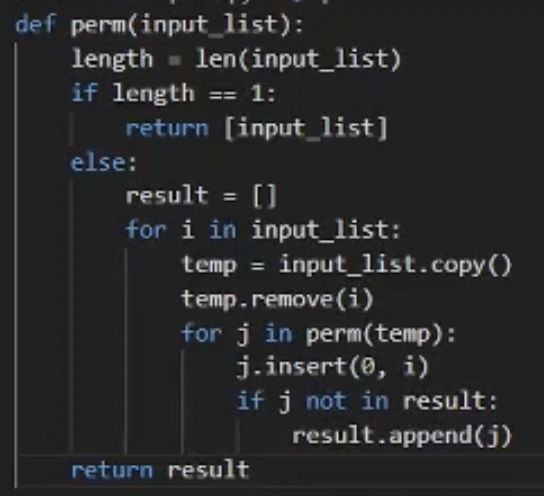 def perm(input_list):
    length = len(input_list)
    if length == 1:
        return [input_list]
    else:
        result = []
        for i in input_list:
            temp = input_list.copy()
            temp.remove(i)
            for j in perm(temp):
                j.insert(0, i)
                if j not in result:
                    result.append(j)
    return result